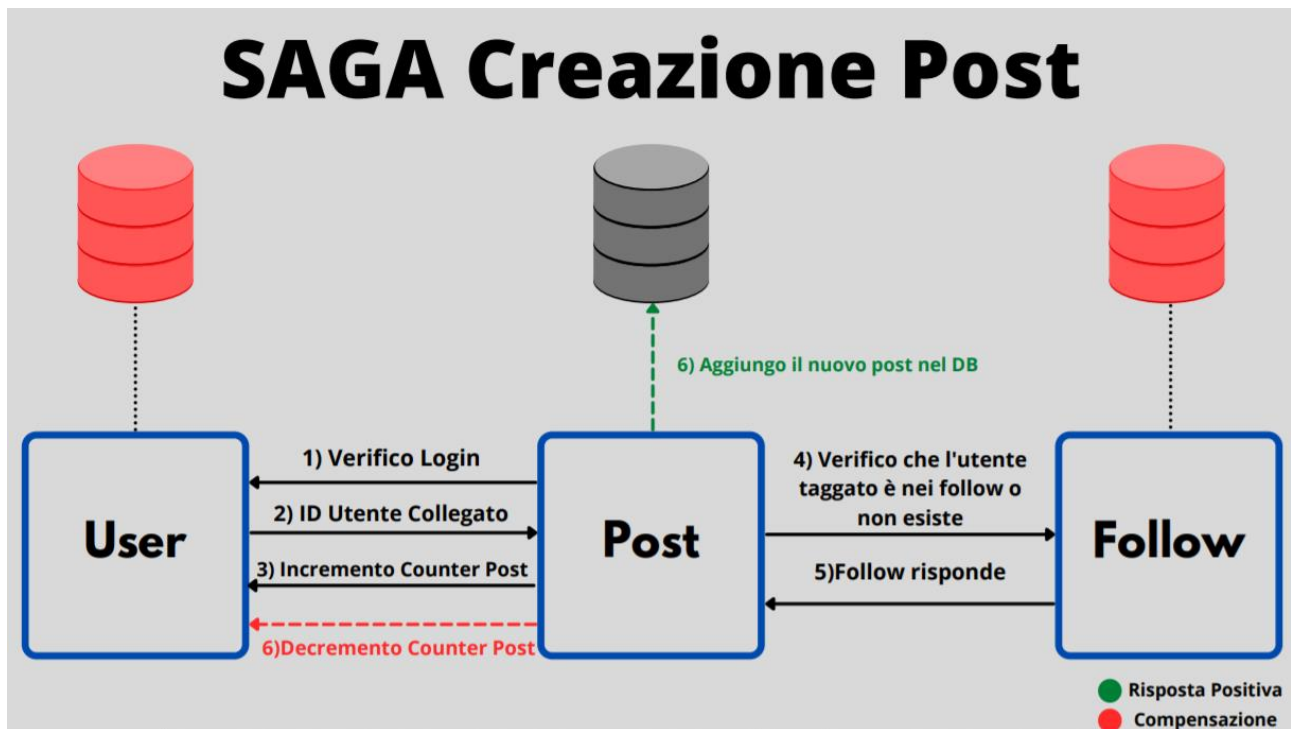 SAGA Creazione Post
6) Aggiungo il nuovo post nel DB
User
1) Verifico Login
2) ID Utente Collegato
3) Incremento Counter Post
6)Decremento Counter Post
Post
4) Verifico che l'utente
taggato è nei follow o
non esiste
5)Follow risponde
Follow
Risposta Positiva
Compensazione